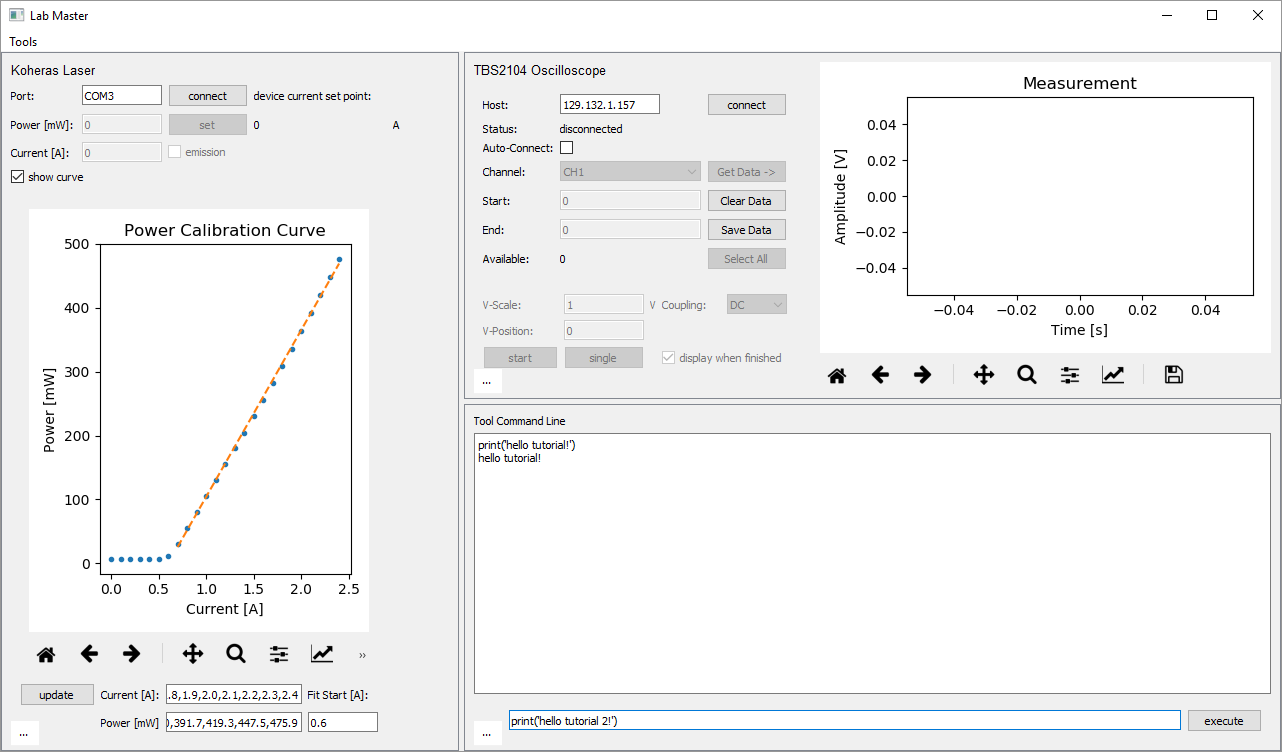 Lab Master
Tools
Koheras Laser
Port: COM3 connect device current set point:
Power [mW]: 0 set 0 A
Current [A]: 0 emission
show curve
Power Calibration Curve
500
400
300
200
100
0
Power [mW]
0.0 0.5 1.0 1.5 2.0 2.5
Current [A]
»
update Current [A]: .8,1.9,2.0,2.1,2.2,2.3,2.4 Fit Start [A]:
Power [mW] ,391.7,419.3,447.5,475.9 0.6
...
TBS2104 Oscilloscope
Host: 129.132.1.157 connect
Status: disconnected
Auto-Connect:
Channel: CH1 Get Data ->
Start: 0 Clear Data
End: 0 Save Data
Available: 0 Select All
V-Scale: 1 V Coupling: DC
V-Position: 0
start single display when finished
...
Measurement
0.04
0.02
0.00
−0.02
−0.04
Amplitude [V]
−0.04 −0.02 0.00 0.02 0.04
Time [s]
Tool Command Line
print('hello tutorial!')
hello tutorial!
... print('hello tutorial 2!') execute